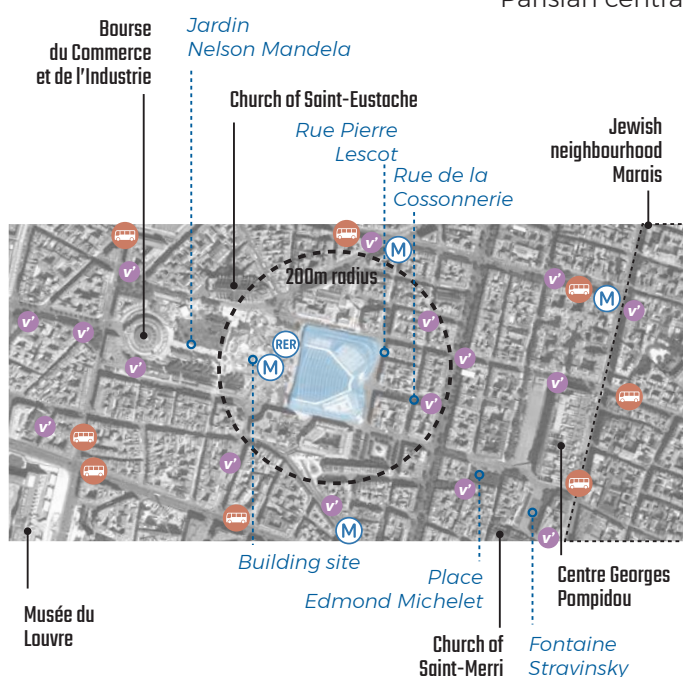 Parisian centra
Bourse
du Commerce
et de l'Industrie
Jardin
Nelson Mandela
Church of Saint-Eustache
Rue Pierre
Lescot
Rue de la
Cossonnerie
Jewish
neighbourhood
Marais
200m radius
v'
M
v'
v'
M
v'
v'
v'
v'
RER
M
v'
v'
v'
v'
v'
v'
v'
v'
M
v'
Building site
Place
Edmond Michelet
Centre Georges
Pompidou
Musée du
Louvre
Church of
Saint-Merri
Fontaine
Stravinsky